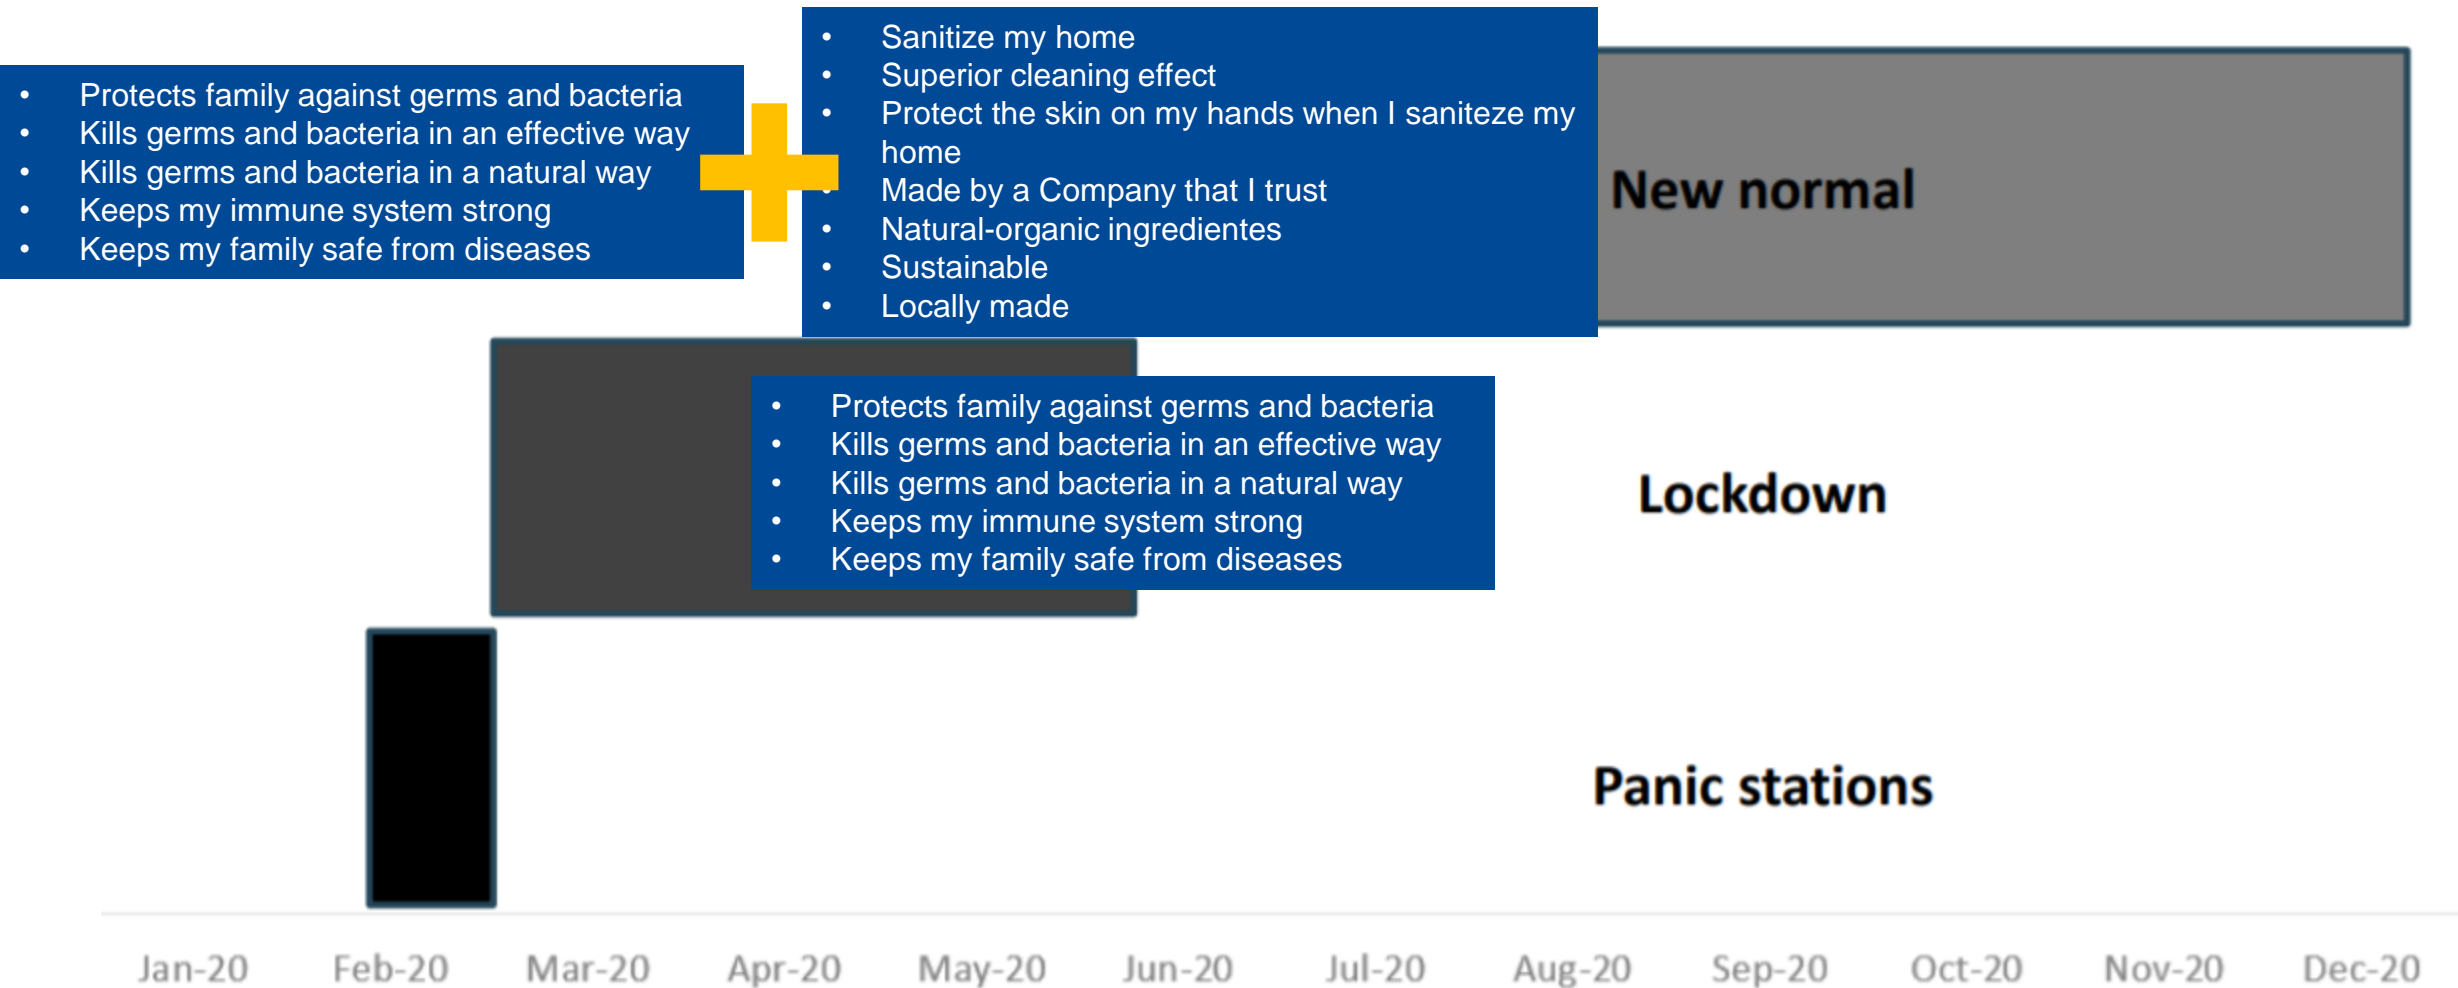 • Protects family against germs and bacteria
• Kills germs and bacteria in an effective way
• Kills germs and bacteria in a natural way
• Keeps my immune system strong
• Keeps my family safe from diseases
• Sanitize my home
• Superior cleaning effect
• Protect the skin on my hands when I saniteze my
home
• Made by a Company that I trust
• Natural-organic ingredientes
• Sustainable
• Locally made
New normal
• Protects family against germs and bacteria
• Kills germs and bacteria in an effective way
• Kills germs and bacteria in a natural way
• Keeps my immune system strong
• Keeps my family safe from diseases
Lockdown
Panic stations
Jan-20 Feb-20 Mar-20 Apr-20 May-20 Jun-20 Jul-20 Aug-20 Sep-20 Oct-20 Nov-20 Dec-20